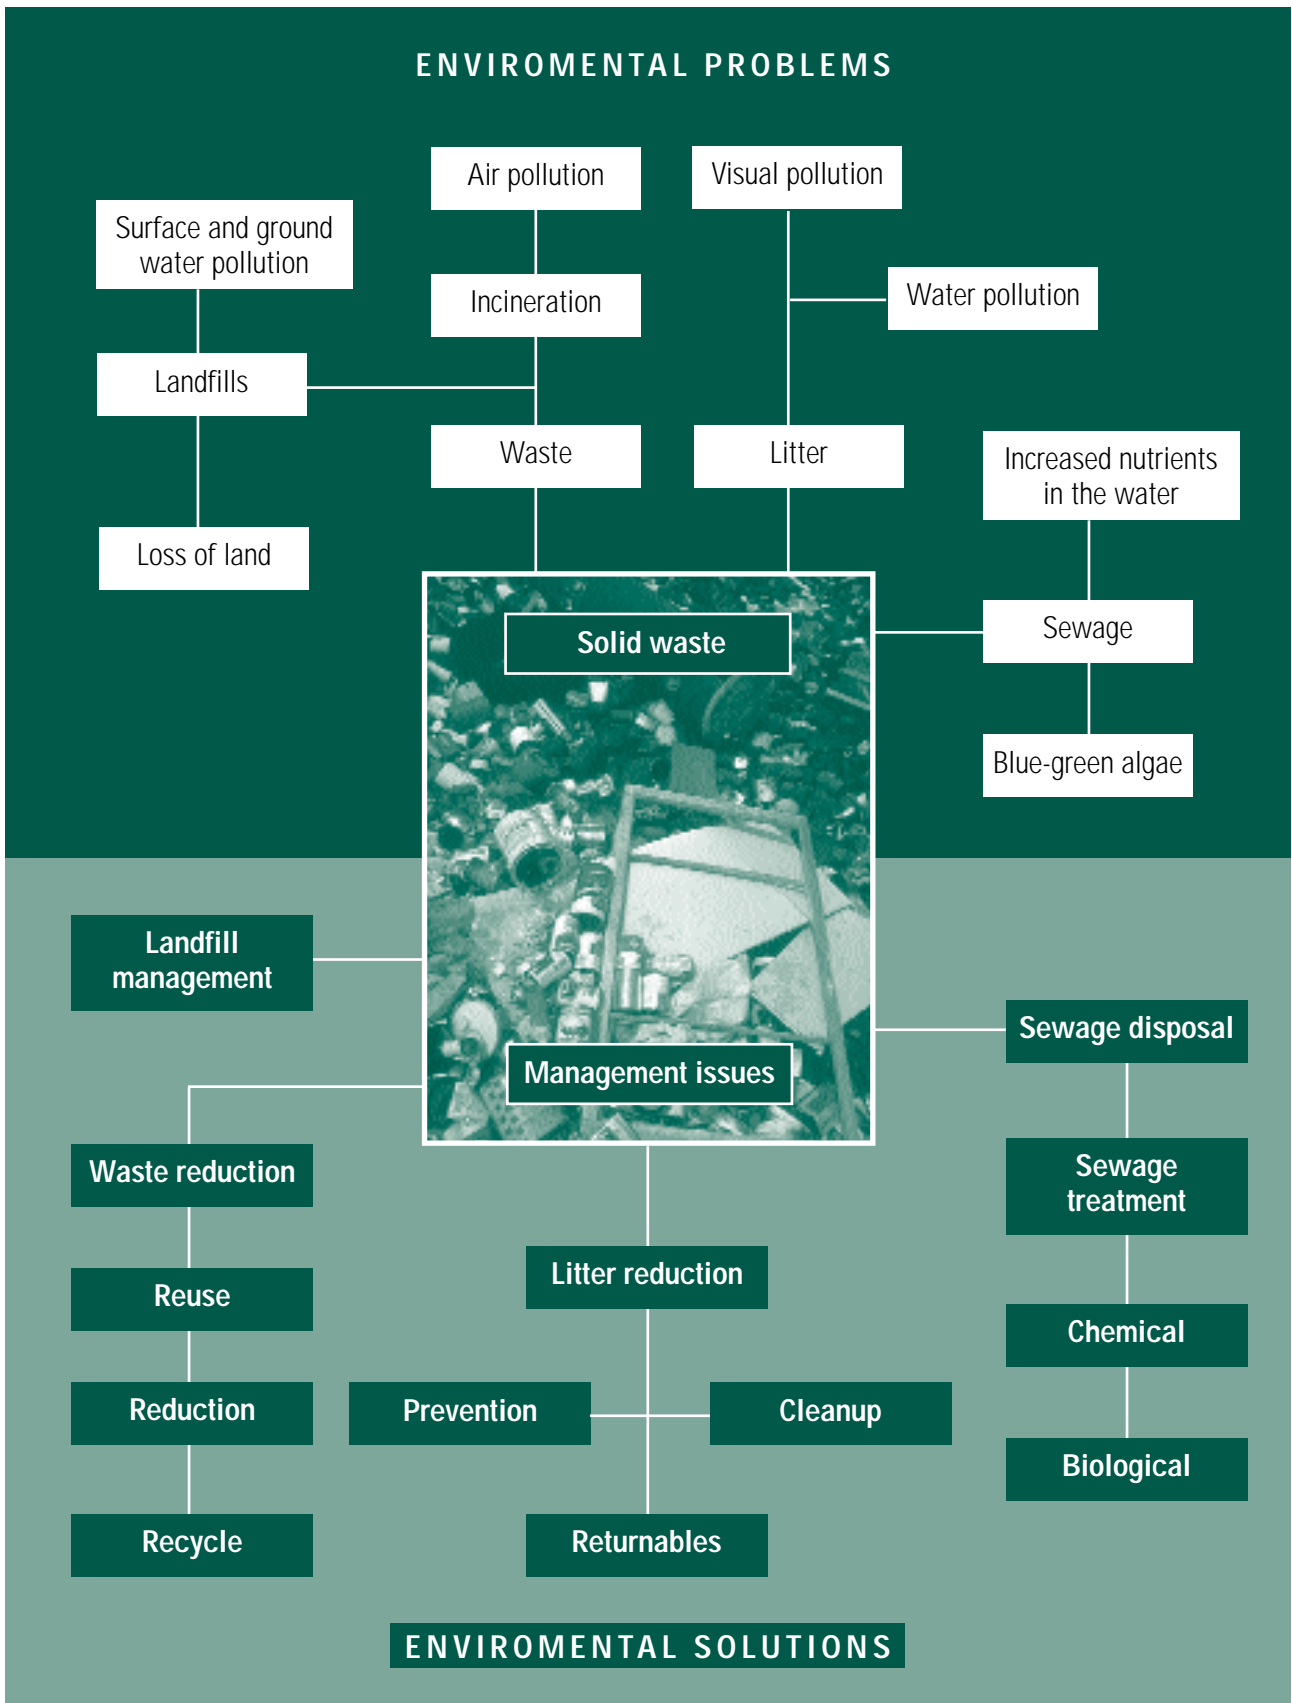 ENVIROMENTAL PROBLEMS
Air pollution
Visual pollution
Surface and ground
water pollution
Incineration
Water pollution
Landfills
Waste
Litter
Increased nutrients
in the water
Loss of land
Solid waste
Sewage
Blue-green algae
Landfill
management
Sewage disposal
Management issues
Waste reduction
Sewage
treatment
Litter reduction
Reuse
Chemical
Reduction
Prevention
Cleanup
Biological
Recycle
Returnables
ENVIROMENTAL SOLUTIONS